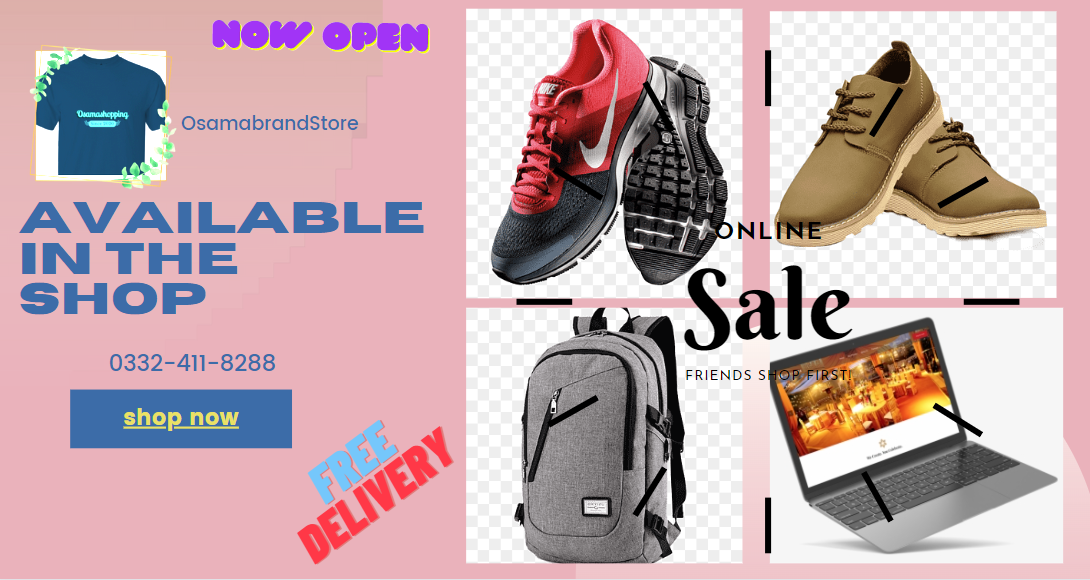 NOW OPEN
Osamashopping
OsamabrandStore
AVAILABLE
IN THE
SHOP
0332-411-8288
shop now
FREE
DELIVERY
NIKE
ONLINE
Sale
FRIENDS SHOP FIRST!